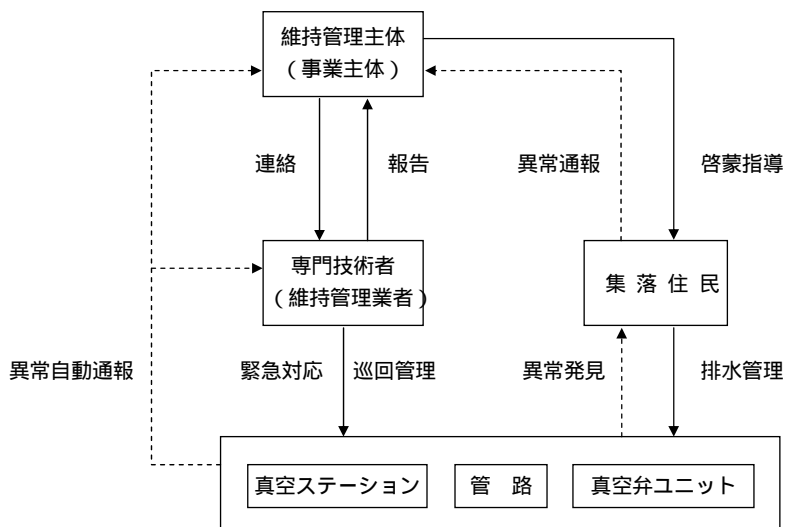 維持管理主体
（事業主体）
連絡
報告
異常通報
啓蒙指導
専門技術者
（維持管理業者）
集落住民
異常自動通報
緊急対応
巡回管理
異常発見
排水管理
真空ステーション
管　路
真空弁ユニット